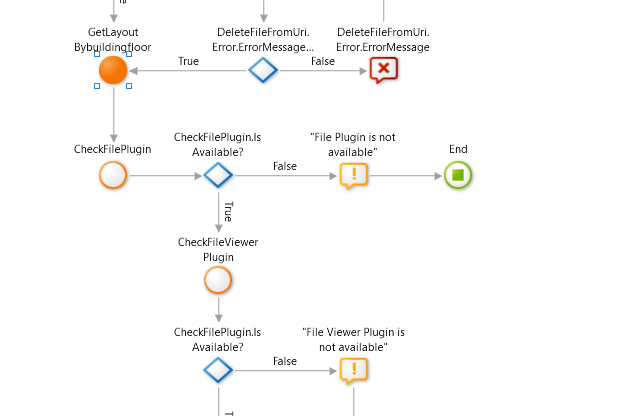 GetLayout
Bybuildingfloor
DeleteFileFromUri.
Error.ErrorMessage...
DeleteFileFromUri.
Error.ErrorMessage
True
False
CheckFilePlugin
CheckFilePlugin.Is
Available?
False
"File Plugin is not
available"
End
True
CheckFileViewer
Plugin
CheckFilePlugin.Is
Available?
False
"File Viewer Plugin is
not available"